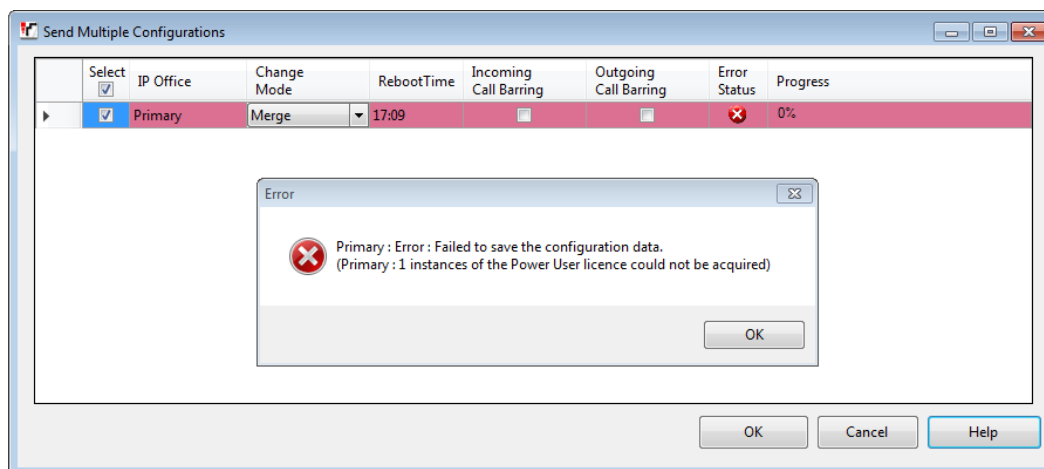 Send Multiple Configurations
Select IP Office Change Mode RebootTime Incoming Call Barring Outgoing Call Barring Error Status Progress
Primary Merge 17:09 0%
Error
Primary : Error : Failed to save the configuration data.
(Primary : 1 instances of the Power User licence could not be acquired)
OK
OK Cancel Help